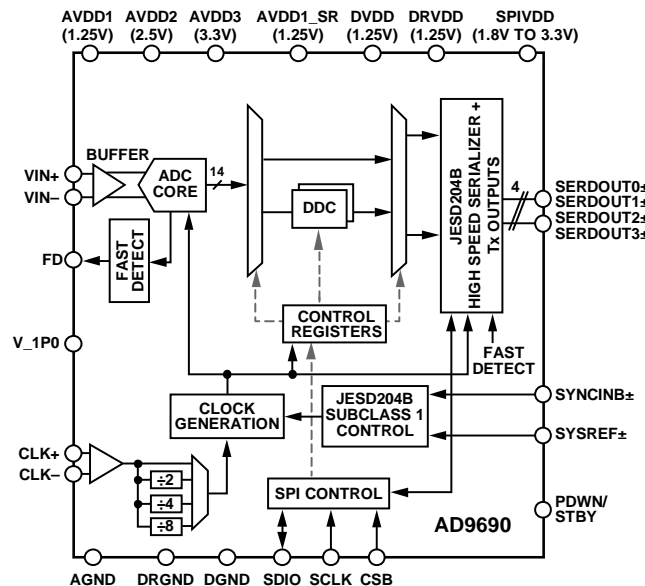 AVDD1 AVDD2 AVDD3 AVDD1_SR DVDD DRVDD SPIVDD
(1.25V) (2.5V) (3.3V) (1.25V) (1.25V) (1.25V) (1.8V TO 3.3V)
BUFFER
VIN+
VIN–
ADC
CORE
14
DDC
JESD204B
HIGH SPEED SERIALIZER +
Tx OUTPUTS
4
SERDOUT0±
SERDOUT1±
SERDOUT2±
SERDOUT3±
FD
FAST
DETECT
CONTROL
REGISTERS
V_1P0
FAST
DETECT
CLOCK
GENERATION
JESD204B
SUBCLASS 1
CONTROL
SYNCINB±
SYSREF±
CLK+
CLK–
÷2
÷4
÷8
SPI CONTROL
PDWN/
STBY
AD9690
AGND DRGND DGND SDIO SCLK CSB